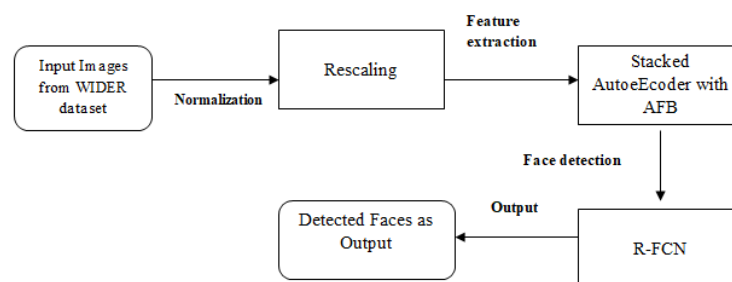 Input Images
from WIDER
dataset
Normalization
Rescaling
Feature
extraction
Stacked
AutoeEcoder with
AFB
Face detection
R-FCN
Output
Detected Faces as
Output